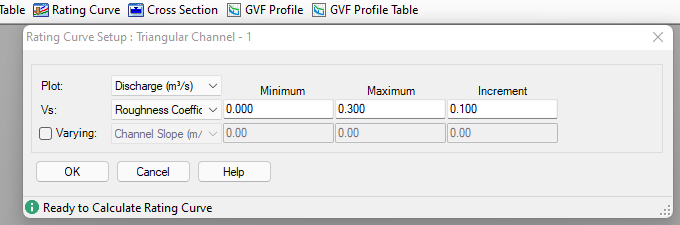 Table Rating Curve Cross Section GVF Profile GVF Profile Table
Rating Curve Setup : Triangular Channel - 1
Plot: Discharge (m³/s) Minimum Maximum Increment
Vs: Roughness Coeffic 0.000 0.300 0.100
Varying: Channel Slope (m/ 0.00 0.00 0.00
OK Cancel Help
Ready to Calculate Rating Curve